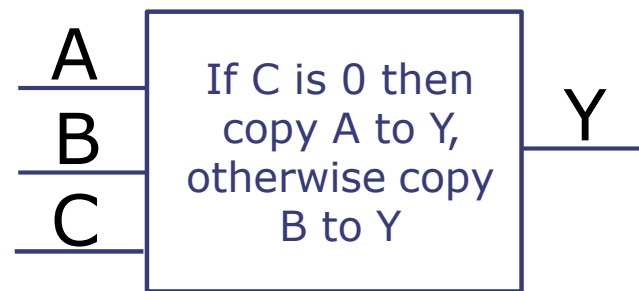 A
B
C
If C is 0 then
copy A to Y,
otherwise copy
B to Y
Y